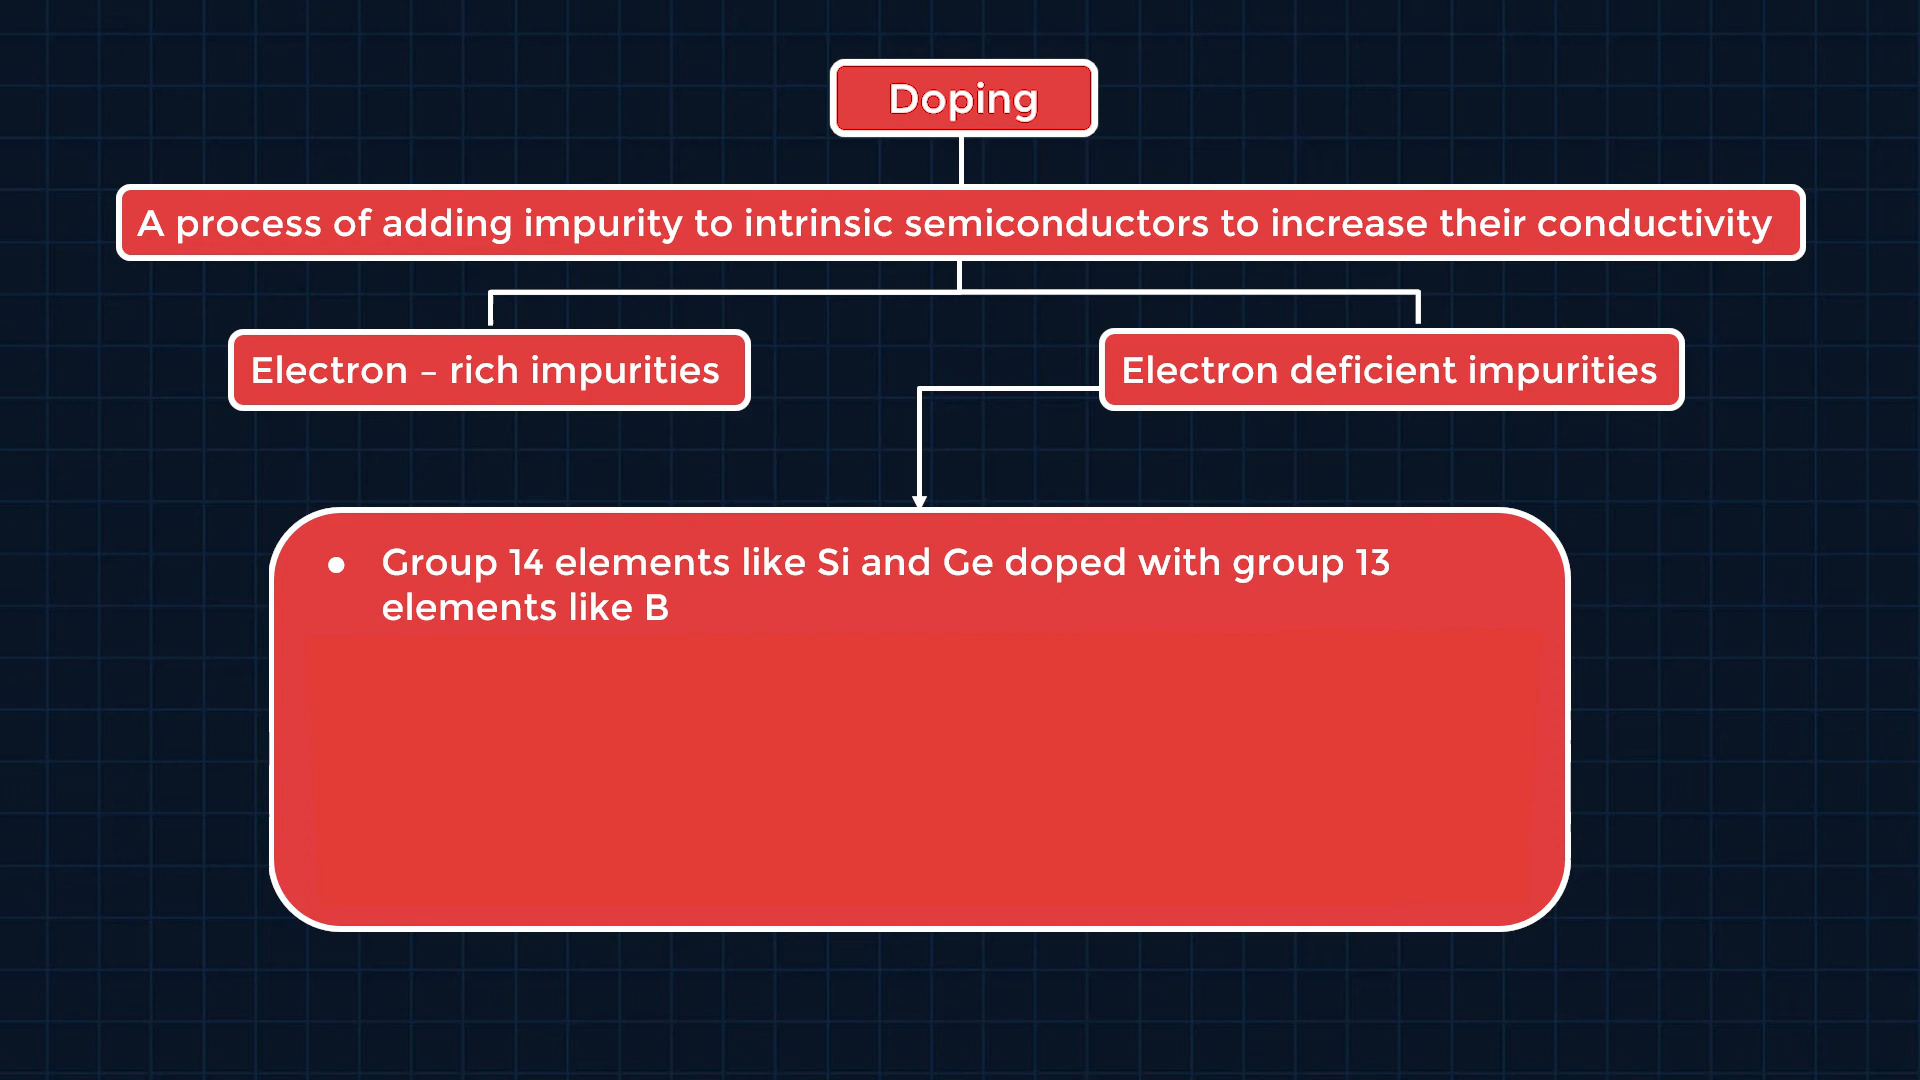 Doping
A process of adding impurity to intrinsic semiconductors to increase their conductivity
Electron – rich impurities
Electron deficient impurities
● Group 14 elements like Si and Ge doped with group 13
elements like B